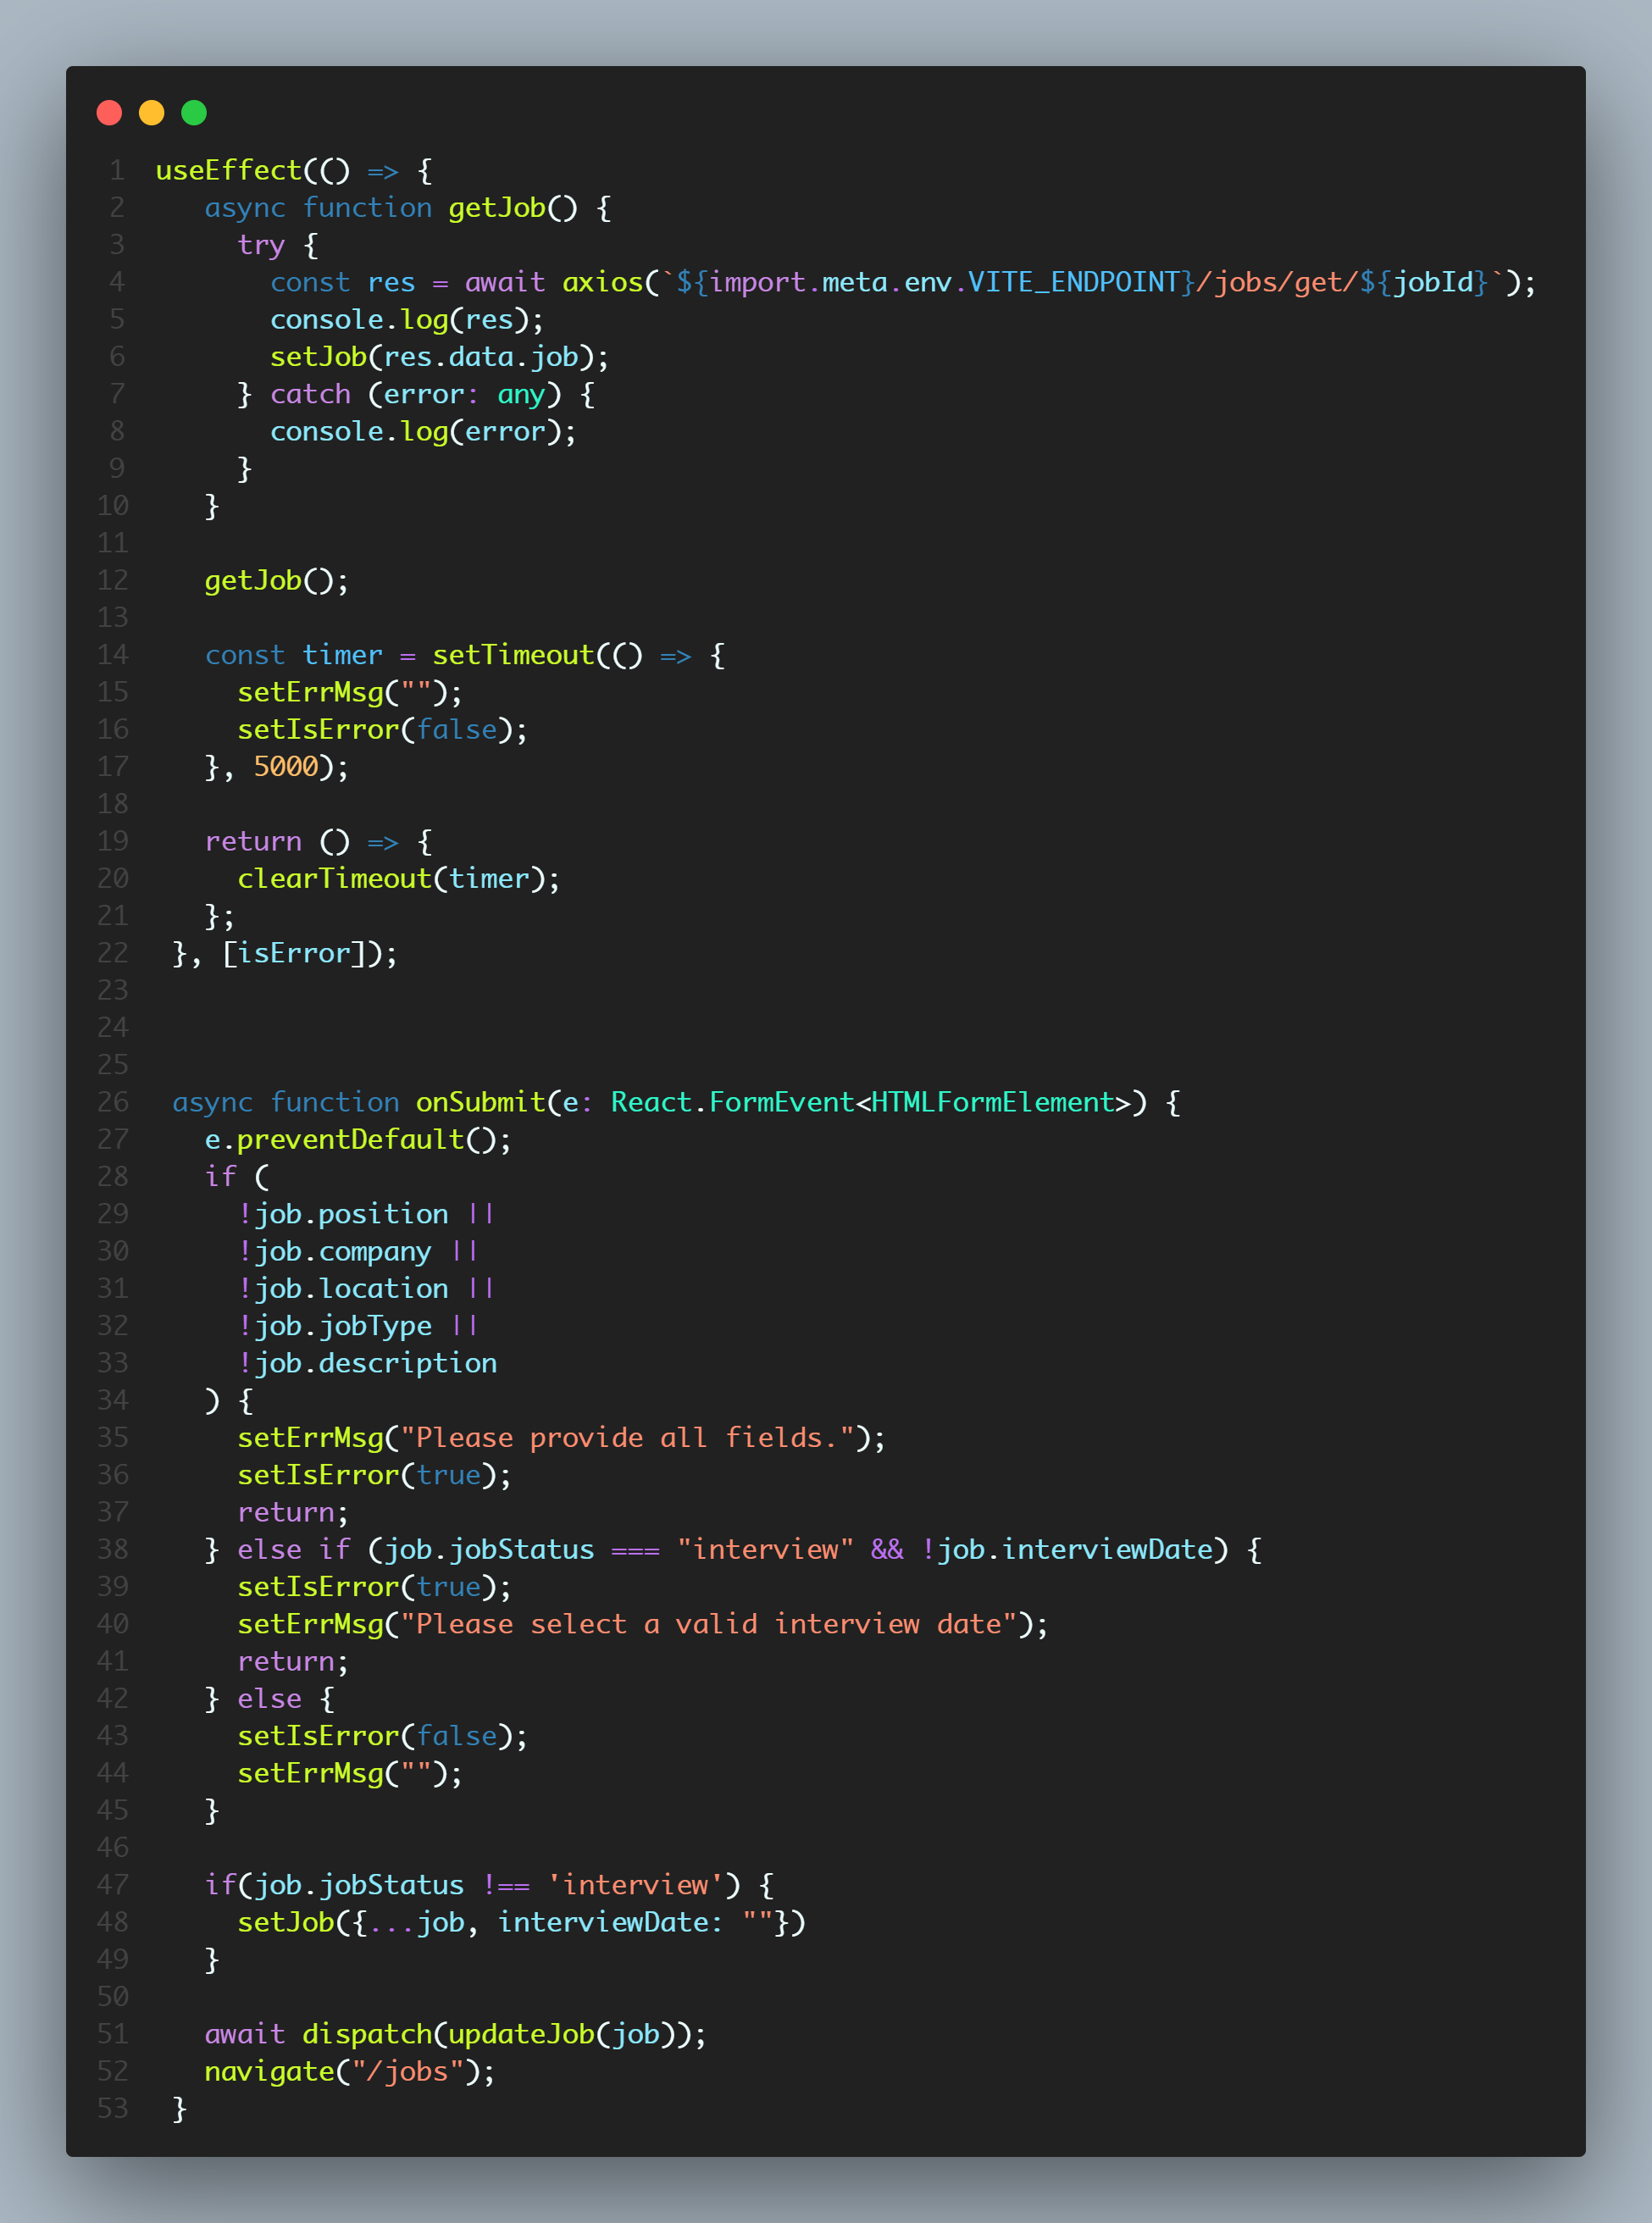 1 useEffect(() => {
2    async function getJob() {
3      try {
4        const res = await axios(`${import.meta.env.VITE_ENDPOINT}/jobs/get/${jobId}`);
5        console.log(res);
6        setJob(res.data.job);
7      } catch (error: any) {
8        console.log(error);
9      }
10    }
11
12    getJob();
13
14    const timer = setTimeout(() => {
15      setErrMsg("");
16      setIsError(false);
17    }, 5000);
18
19    return () => {
20      clearTimeout(timer);
21    };
22  }, [isError]);
23
24
25
26  async function onSubmit(e: React.FormEvent<HTMLFormElement>) {
27    e.preventDefault();
28    if (
29      !job.position ||
30      !job.company ||
31      !job.location ||
32      !job.jobType ||
33      !job.description
34    ) {
35      setErrMsg("Please provide all fields.");
36      setIsError(true);
37      return;
38    } else if (job.jobStatus === "interview" && !job.interviewDate) {
39      setIsError(true);
40      setErrMsg("Please select a valid interview date");
41      return;
42    } else {
43      setIsError(false);
44      setErrMsg("");
45    }
46
47    if(job.jobStatus !== 'interview') {
48      setJob({...job, interviewDate: ""})
49    }
50
51    await dispatch(updateJob(job));
52    navigate("/jobs");
53  }